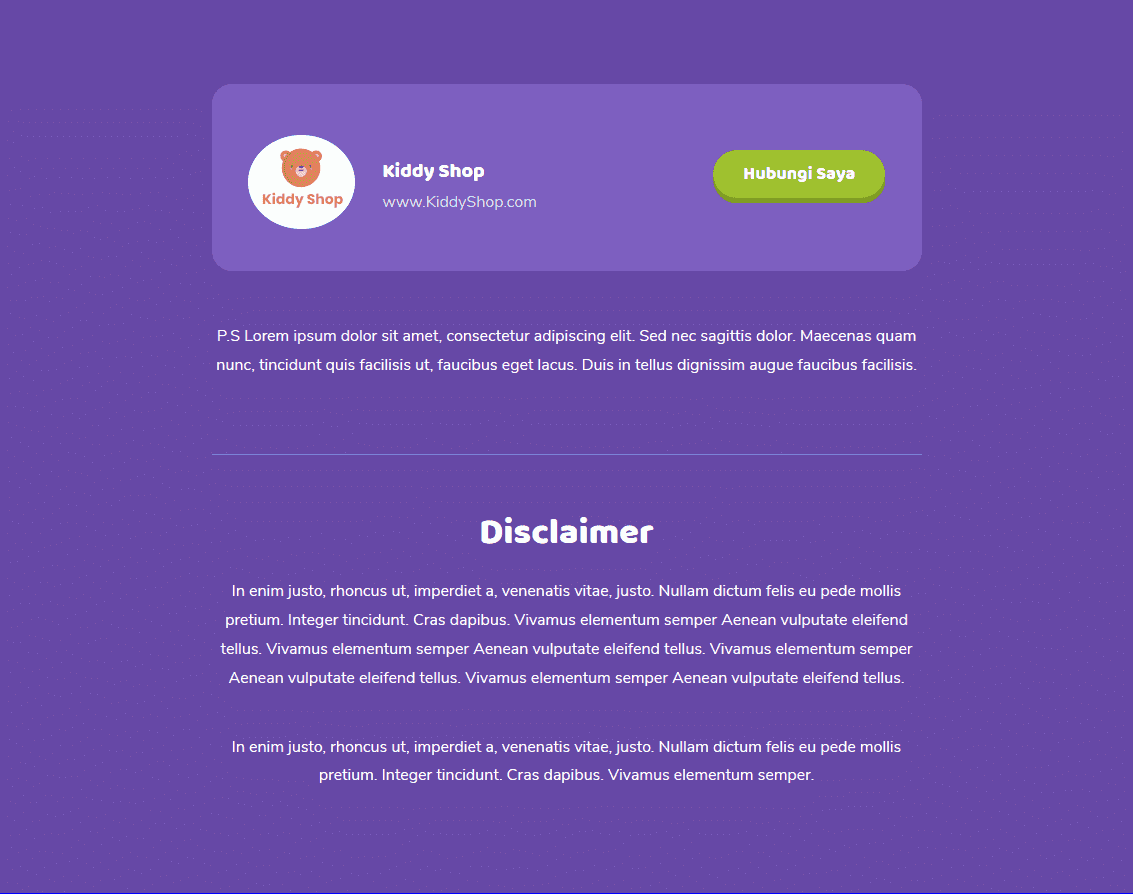 Kiddy Shop
Kiddy Shop
www.KiddyShop.com
Hubungi Saya
P.S Lorem ipsum dolor sit amet, consectetur adipiscing elit. Sed nec sagittis dolor. Maecenas quam
nunc, tincidunt quis facilisis ut, faucibus eget lacus. Duis in tellus dignissim augue faucibus facilisis.
Disclaimer
In enim justo, rhoncus ut, imperdiet a, venenatis vitae, justo. Nullam dictum felis eu pede mollis
pretium. Integer tincidunt. Cras dapibus. Vivamus elementum semper Aenean vulputate eleifend
tellus. Vivamus elementum semper Aenean vulputate eleifend tellus. Vivamus elementum semper
Aenean vulputate eleifend tellus. Vivamus elementum semper Aenean vulputate eleifend tellus.
In enim justo, rhoncus ut, imperdiet a, venenatis vitae, justo. Nullam dictum felis eu pede mollis
pretium. Integer tincidunt. Cras dapibus. Vivamus elementum semper.